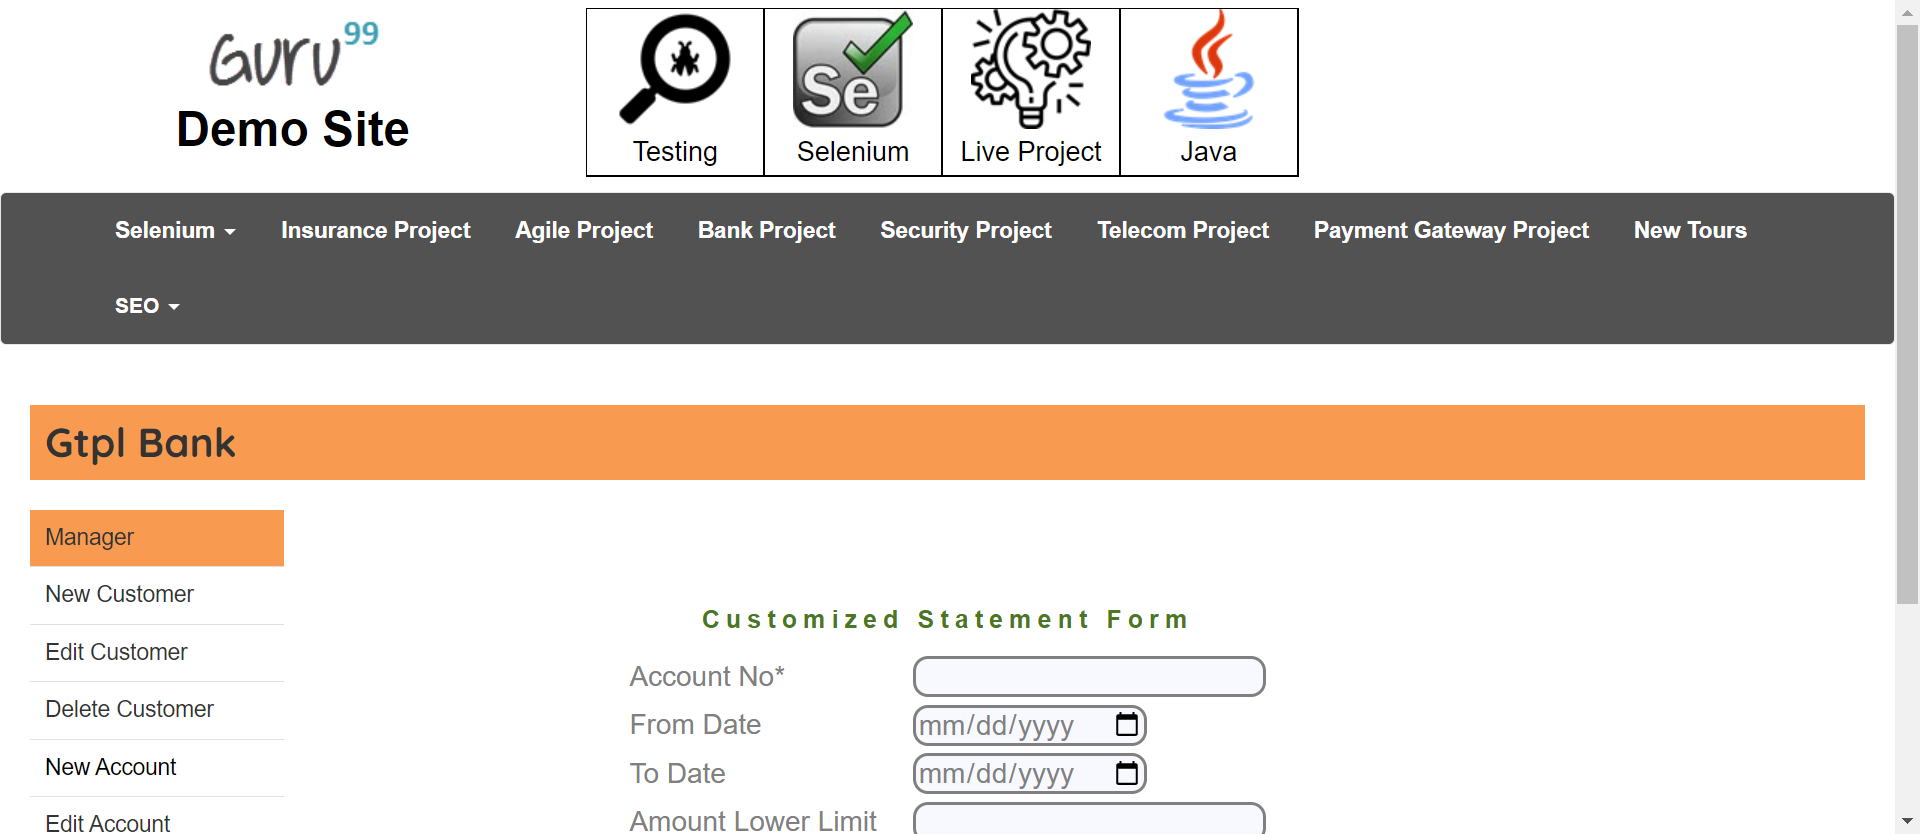 Guru99
Demo Site
Se
Testing
Selenium
Live Project
Java
Selenium
Insurance Project
Agile Project
Bank Project
Security Project
Telecom Project
Payment Gateway Project
New Tours
SEO
Gtpl Bank
Manager
New Customer
Edit Customer
Delete Customer
New Account
Edit Account
Customized Statement Form
Account No*
From Date
mm/dd/yyyy
To Date
mm/dd/yyyy
Amount Lower Limit